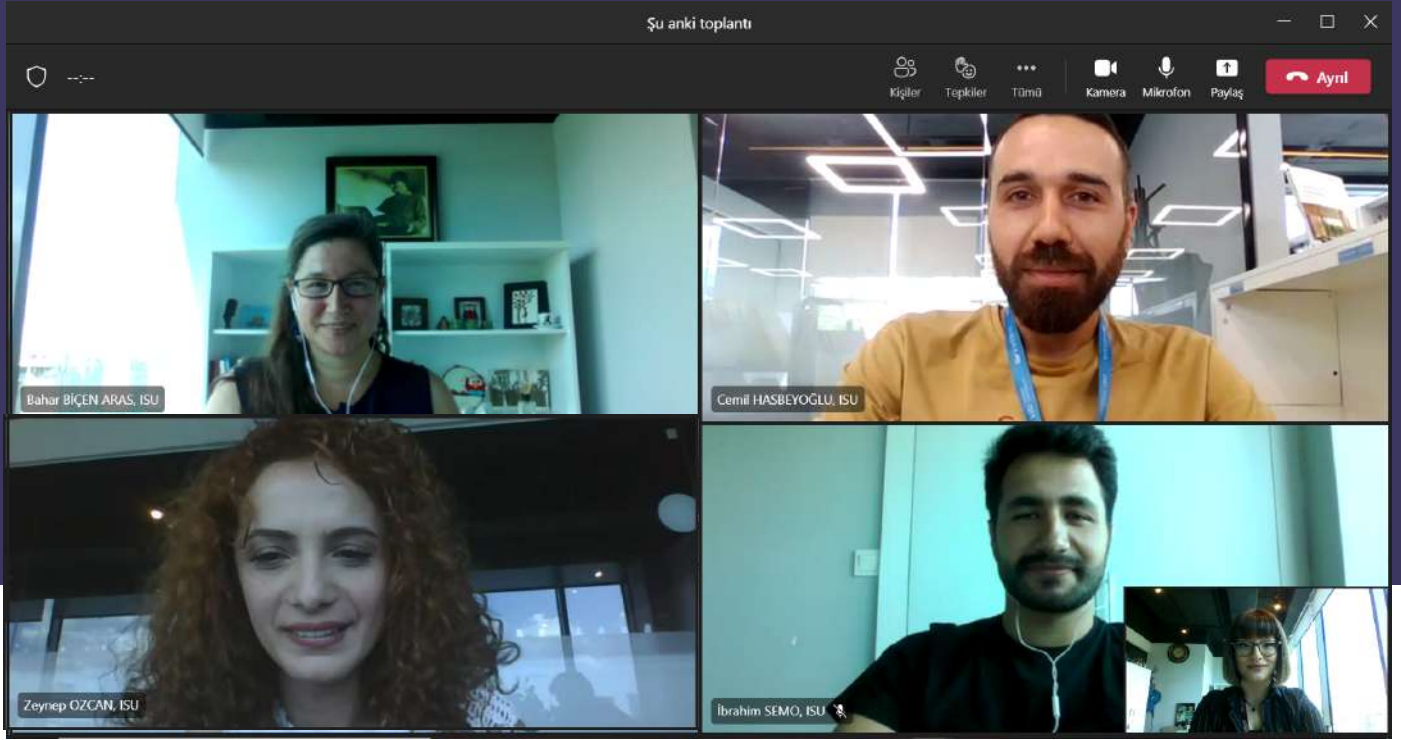 Şu anki toplantı
--:--
Kişiler
Tepkiler
Tümü
Kamera
Mikrofon
Paylaş
Ayrıl
Bahar BİÇEN ARAS, ISU
Cemil HASBEYOĞLU, ISU
Zeynep OZCAN, ISU
İbrahim SEMO, ISU